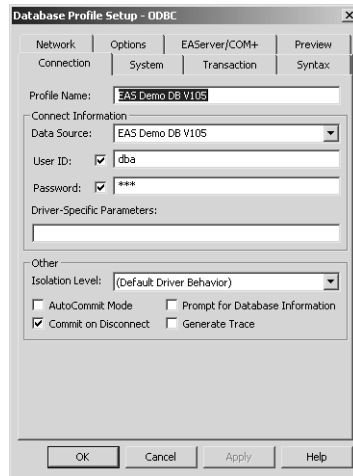 Database Profile Setup - ODBC
Network Options EAServer/COM+ Preview
Connection System Transaction Syntax
Profile Name: EAS Demo DB V105
Connect Information
Data Source: EAS Demo DB V105
User ID: dba
Password: ***
Driver-Specific Parameters:
Other
Isolation Level: (Default Driver Behavior)
AutoCommit Mode Prompt for Database Information
Commit on Disconnect Generate Trace
OK Cancel Apply Help